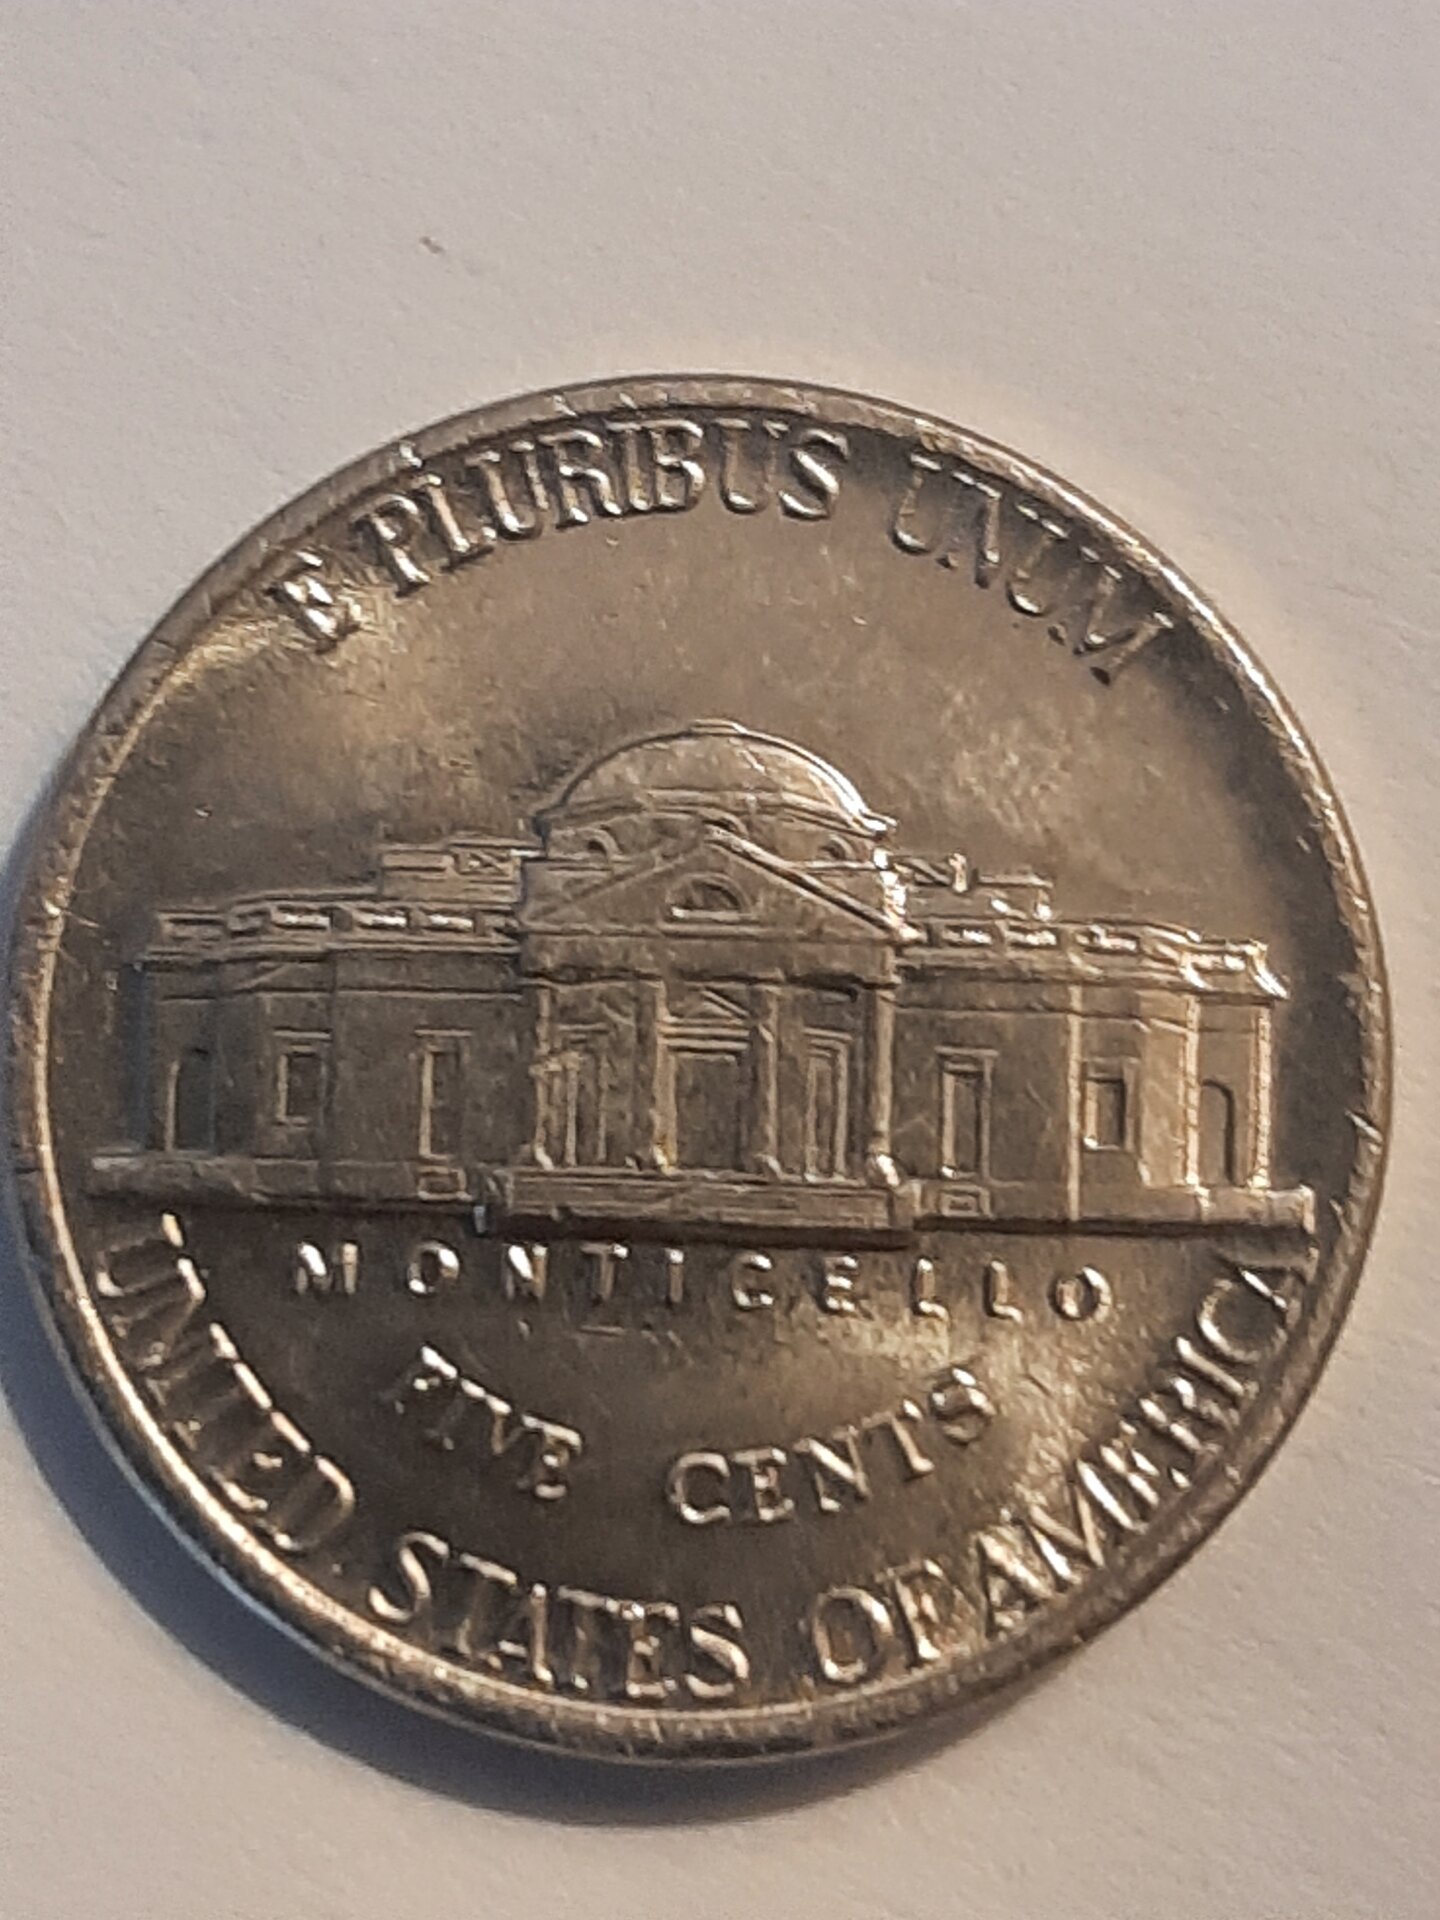 E PLURIBUS UNUM
MONTICELLO
FIVE CENTS
UNITED STATES OF AMERICA